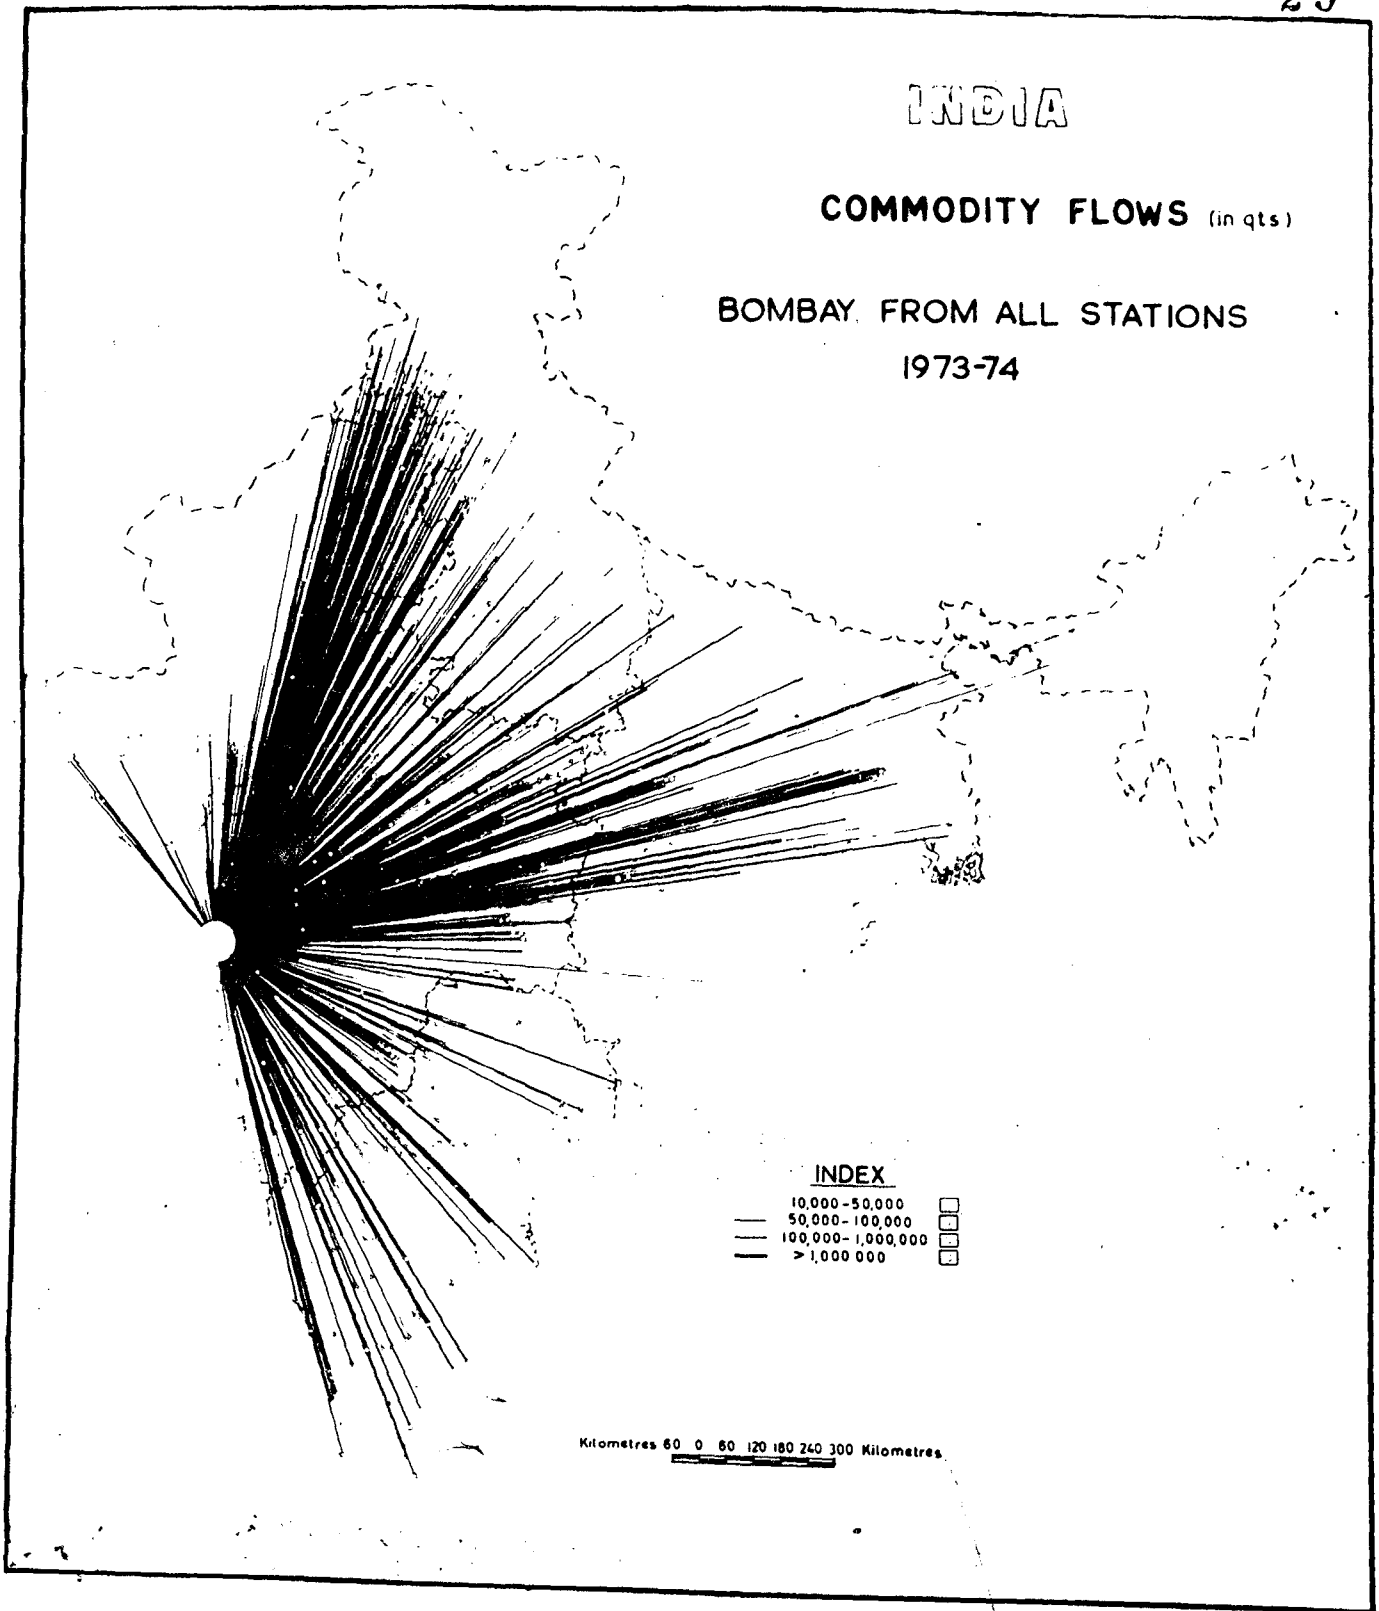 INDIA
COMMODITY FLOWS (in qts)
BOMBAY FROM ALL STATIONS
1973-74
INDEX
10,000-50,000
50,000-100,000
100,000-1,000,000
>1,000 000
Kilometres 60 0 60 120 180 240 300 Kilometres